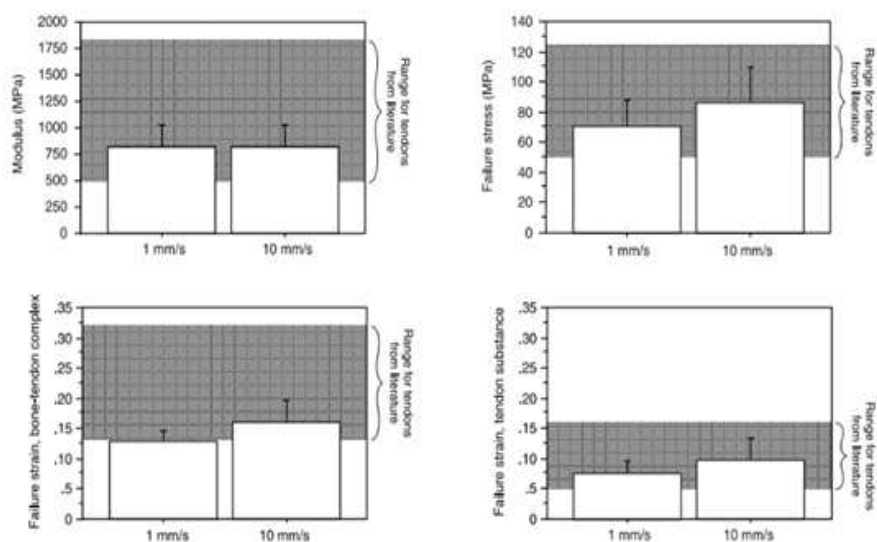 2000
1750
1500
1250
1000
750
500
250
0
Modulus (MPa)
1 mm/s
10 mm/s
Range for tendons
from literature
140
120
100
80
60
40
20
0
Failure stress (MPa)
1 mm/s
10 mm/s
Range for tendons
from literature
.35
.30
.25
.20
.15
.10
.5
0
Failure strain, bone-tendon complex
1 mm/s
10 mm/s
Range for tendons
from literature
.35
.30
.25
.20
.15
.10
.5
0
Failure strain, tendon substance
1 mm/s
10 mm/s
Range for tendons
from literature